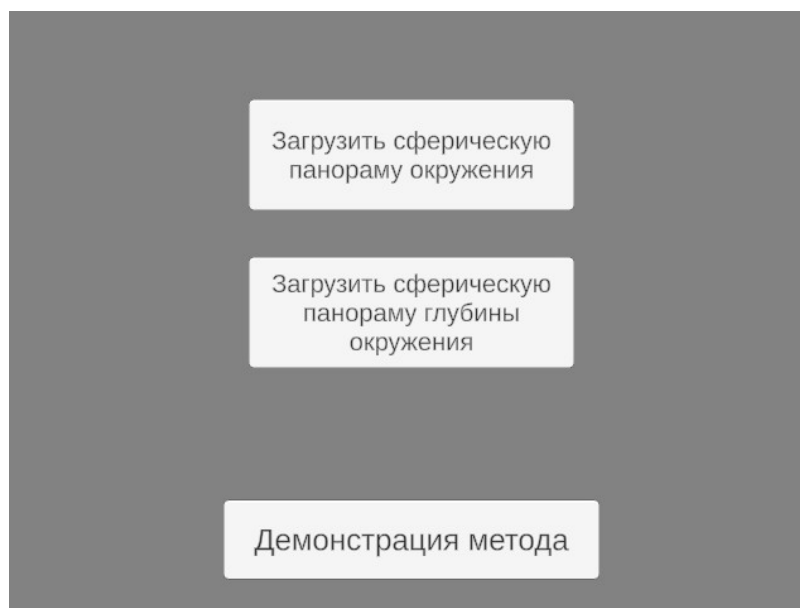 Загрузить сферическую
панораму окружения
Загрузить сферическую
панораму глубины
окружения
Демонстрация метода